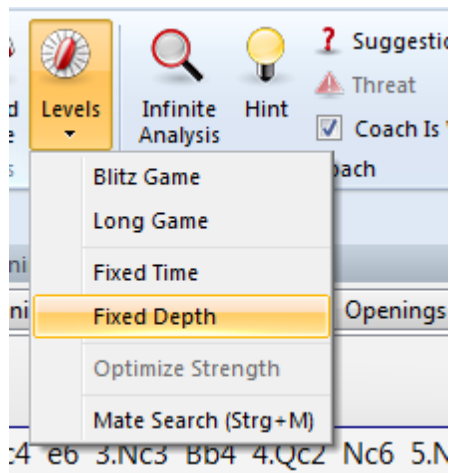 Suggestic
Threat
Levels
Infinite
Analysis
Hint
Coach Is
ach
Blitz Game
Long Game
Fixed Time
Fixed Depth
Openings
Optimize Strength
Mate Search (Strg+M)
c4 e6 3.Nc3 Bb4 4.Qc2 Nc6 5.N